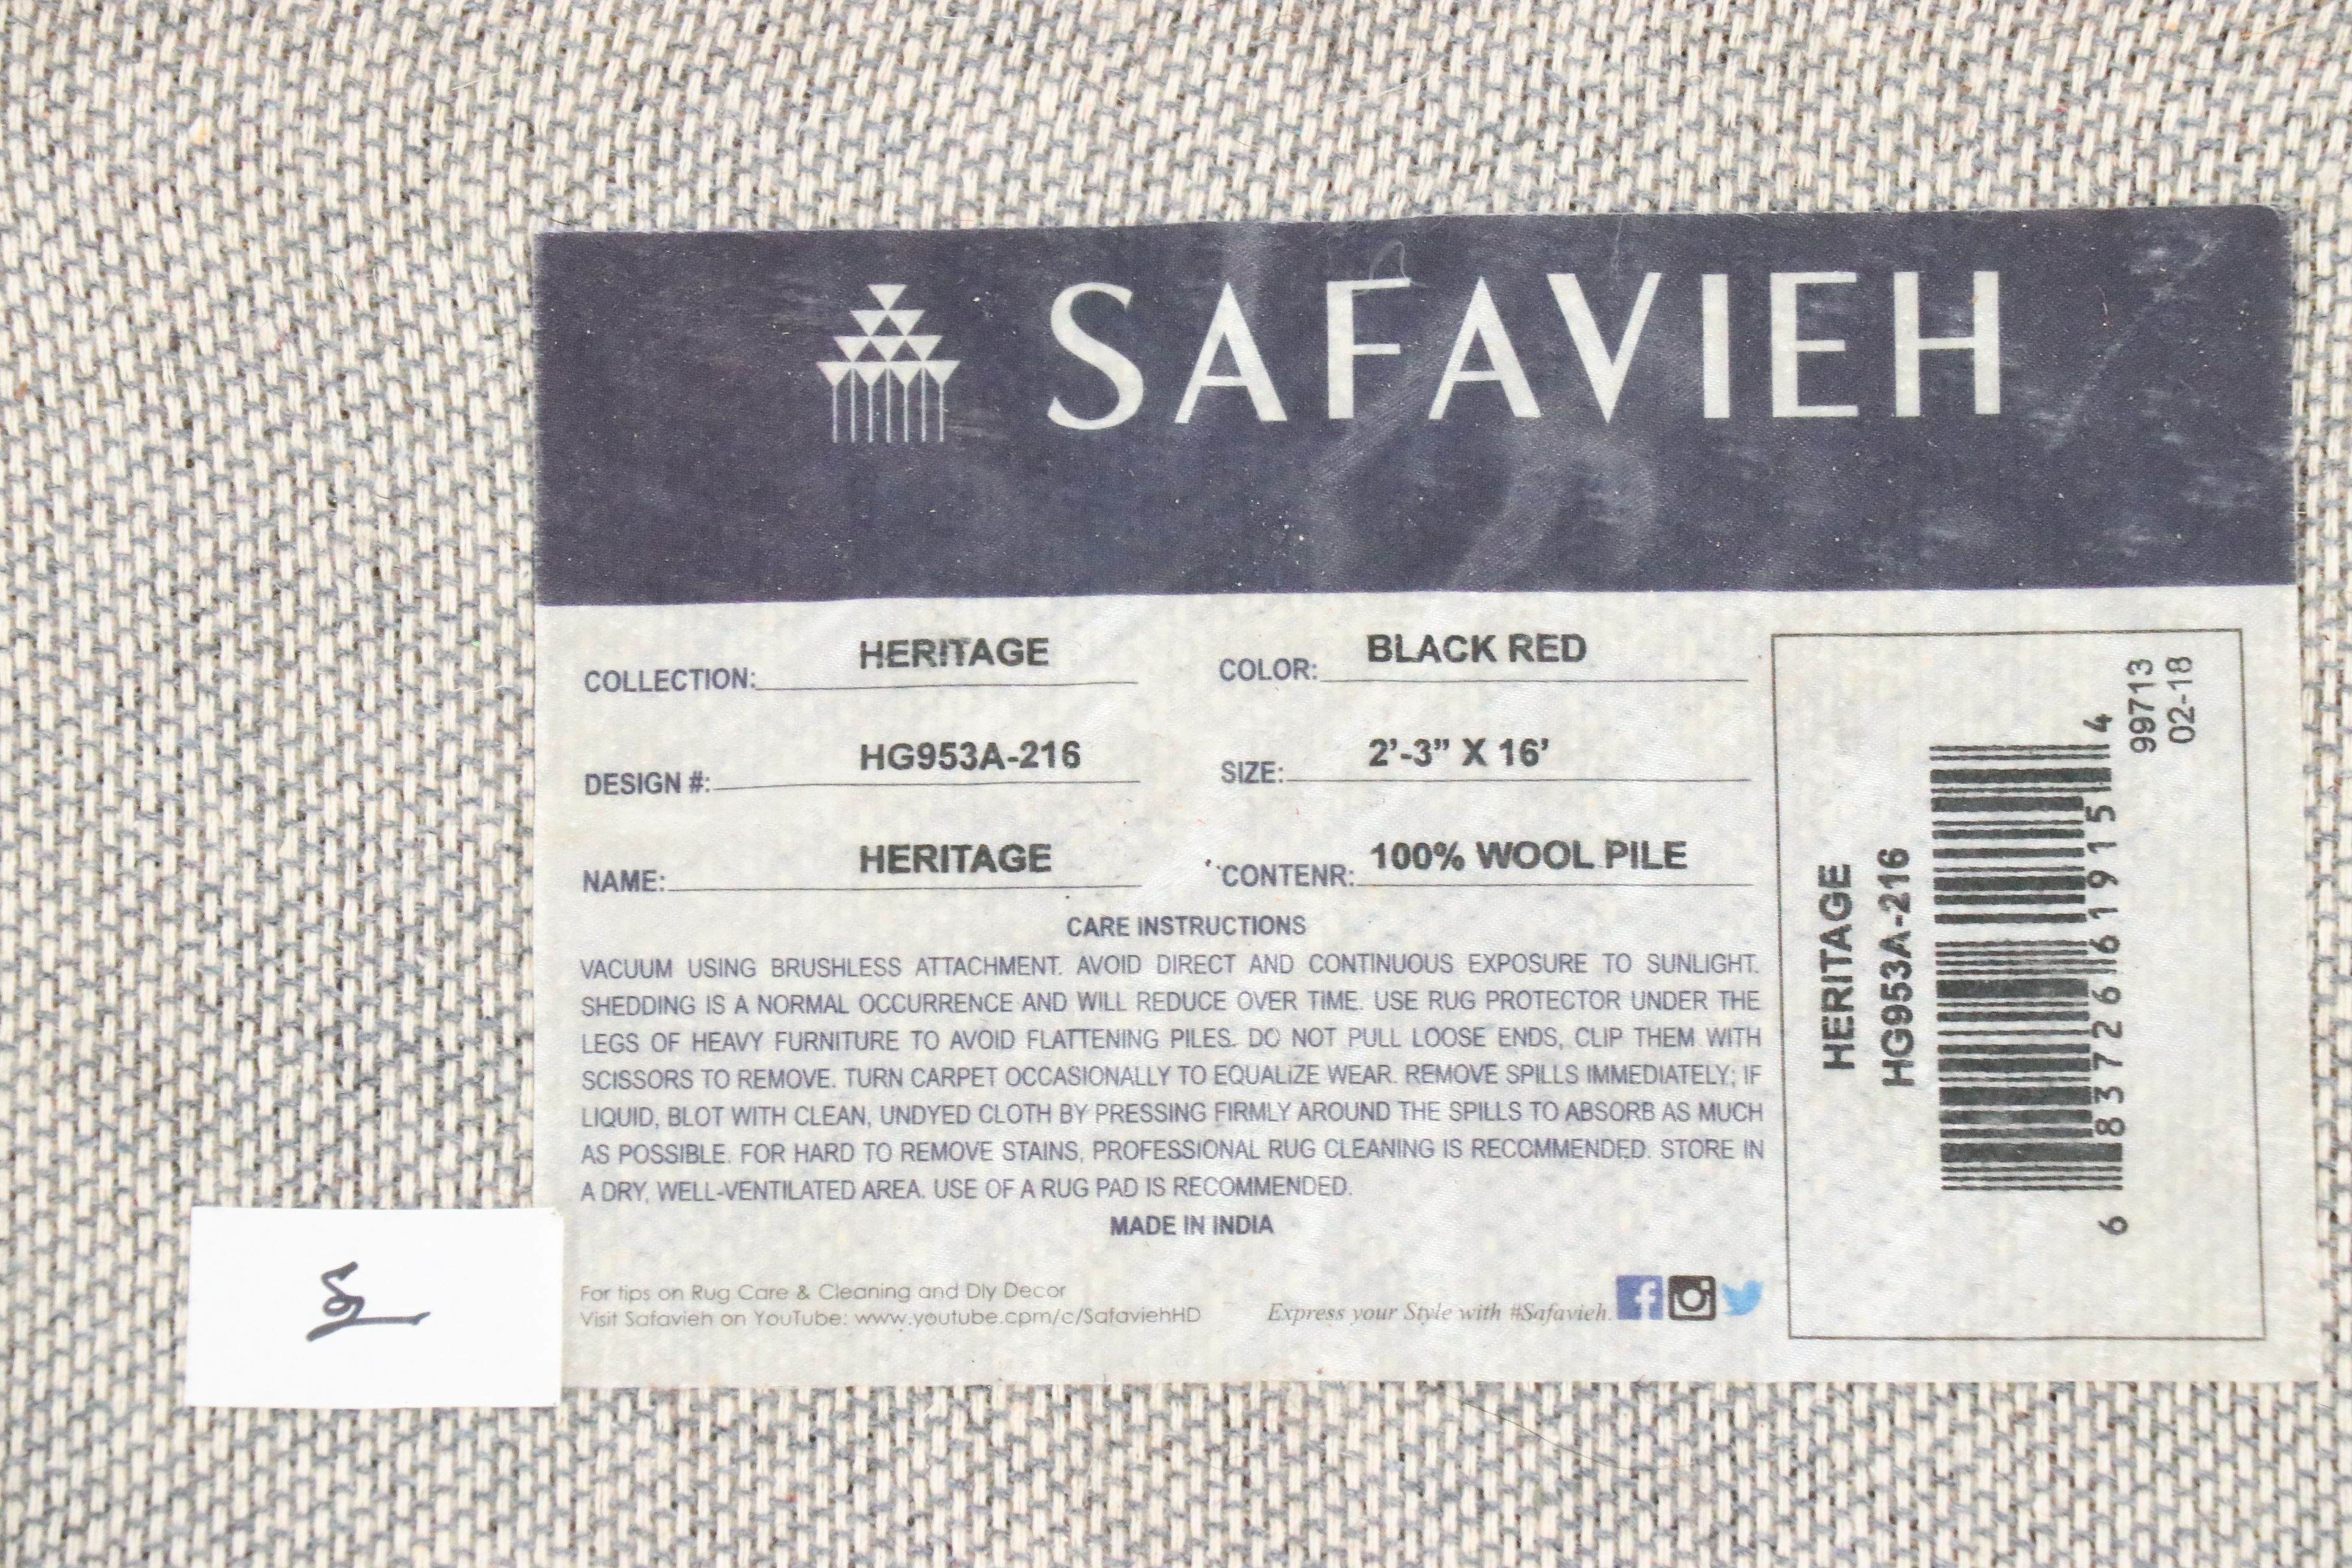 SAFAVIEH
COLLECTION: HERITAGE
COLOR: BLACK RED
DESIGN #: HG953A-216
SIZE: 2'-3" X 16'
NAME: HERITAGE
CONTENR: 100% WOOL PILE
CARE INSTRUCTIONS
VACUUM USING BRUSHLESS ATTACHMENT. AVOID DIRECT AND CONTINUOUS EXPOSURE TO SUNLIGHT.
SHEDDING IS A NORMAL OCCURRENCE AND WILL REDUCE OVER TIME. USE RUG PROTECTOR UNDER THE
LEGS OF HEAVY FURNITURE TO AVOID FLATTENING PILES. DO NOT PULL LOOSE ENDS, CLIP THEM WITH
SCISSORS TO REMOVE. TURN CARPET OCCASIONALLY TO EQUALIZE WEAR. REMOVE SPILLS IMMEDIATELY; IF
LIQUID, BLOT WITH CLEAN, UNDYED CLOTH BY PRESSING FIRMLY AROUND THE SPILLS TO ABSORB AS MUCH
AS POSSIBLE. FOR HARD TO REMOVE STAINS, PROFESSIONAL RUG CLEANING IS RECOMMENDED. STORE IN
A DRY, WELL-VENTILATED AREA. USE OF A RUG PAD IS RECOMMENDED.
MADE IN INDIA
For tips on Rug Care & Cleaning and DIy Decor
Visit Safavieh on YouTube: www.youtube.cpm/c/SafaviehHD
Express your Style with #Safavieh.
HERITAGE
HG953A-216
6 83726 61915 4
99713
02-18